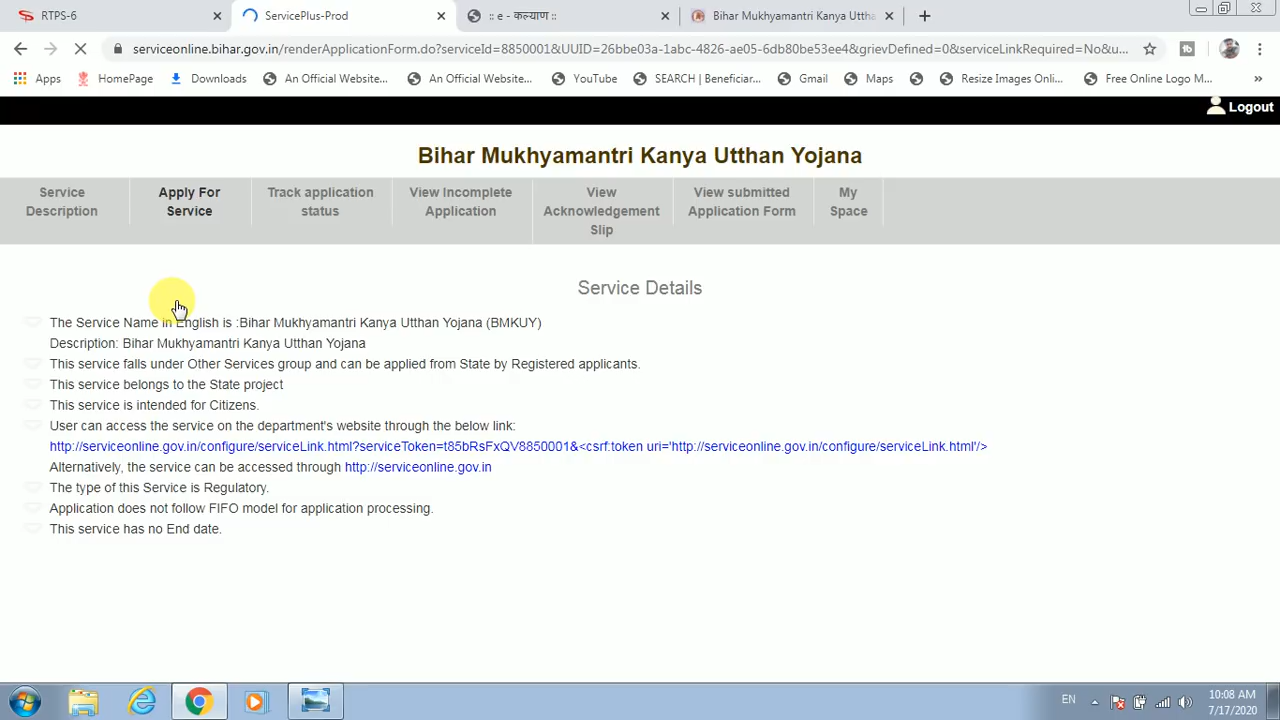 RTPS-6
ServicePlus-Prod
:: e - कल्याण ::
Bihar Mukhyamantri Kanya Uttha
serviceonline.bihar.gov.in/renderApplicationForm.do?serviceId=8850001&UUID=26bbe03a-1abc-4826-ae05-6db80be53ee4&grievDefined=0&serviceLinkRequired=No&u...
Apps
HomePage
Downloads
An Official Website...
An Official Website...
YouTube
SEARCH | Beneficiar...
Gmail
Maps
Resize Images Onli...
Free Online Logo M...
»
Logout
Bihar Mukhyamantri Kanya Utthan Yojana
Service
Description
Apply For
Service
Track application
status
View Incomplete
Application
View
Acknowledgement
Slip
View submitted
Application Form
My
Space
Service Details
The Service Name in English is :Bihar Mukhyamantri Kanya Utthan Yojana (BMKUY)
Description: Bihar Mukhyamantri Kanya Utthan Yojana
This service falls under Other Services group and can be applied from State by Registered applicants.
This service belongs to the State project
This service is intended for Citizens.
User can access the service on the department's website through the below link:
http://serviceonline.gov.in/configure/serviceLink.html?serviceToken=t85bRsFxQV8850001&<csrf:token uri='http://serviceonline.gov.in/configure/serviceLink.html'/>
Alternatively, the service can be accessed through http://serviceonline.gov.in
The type of this Service is Regulatory.
Application does not follow FIFO model for application processing.
This service has no End date.
EN
10:08 AM
7/17/2020